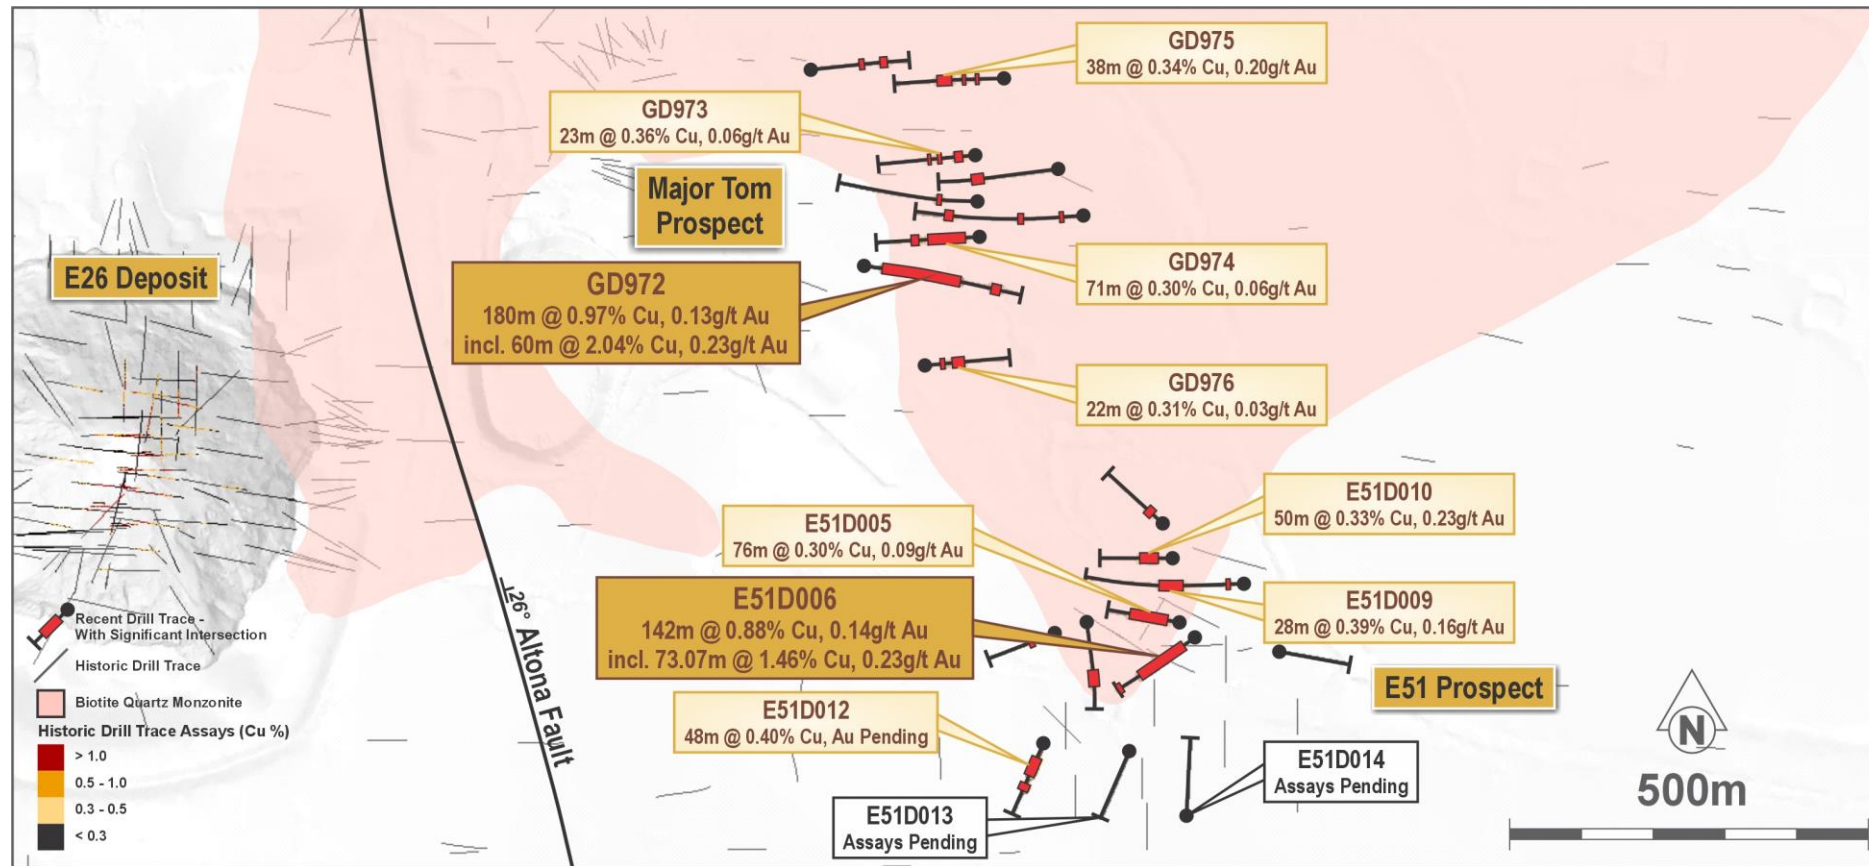 GD975
38m @ 0.34% Cu, 0.20g/t Au
GD973
23m @ 0.36% Cu, 0.06g/t Au
Major Tom
Prospect
E26 Deposit
GD974
71m @ 0.30% Cu, 0.06g/t Au
GD972
180m @ 0.97% Cu, 0.13g/t Au
incl. 60m @ 2.04% Cu, 0.23g/t Au
GD976
22m @ 0.31% Cu, 0.03g/t Au
E51D010
50m @ 0.33% Cu, 0.23g/t Au
E51D005
76m @ 0.30% Cu, 0.09g/t Au
E51D009
28m @ 0.39% Cu, 0.16g/t Au
E51D006
142m @ 0.88% Cu, 0.14g/t Au
incl. 73.07m @ 1.46% Cu, 0.23g/t Au
26° Altona Fault
E51 Prospect
E51D012
48m @ 0.40% Cu, Au Pending
E51D014
Assays Pending
E51D013
Assays Pending
Recent Drill Trace -
With Significant Intersection
Historic Drill Trace
Biotite Quartz Monzonite
Historic Drill Trace Assays (Cu %)
> 1.0
0.5 - 1.0
0.3 - 0.5
< 0.3
N
500m